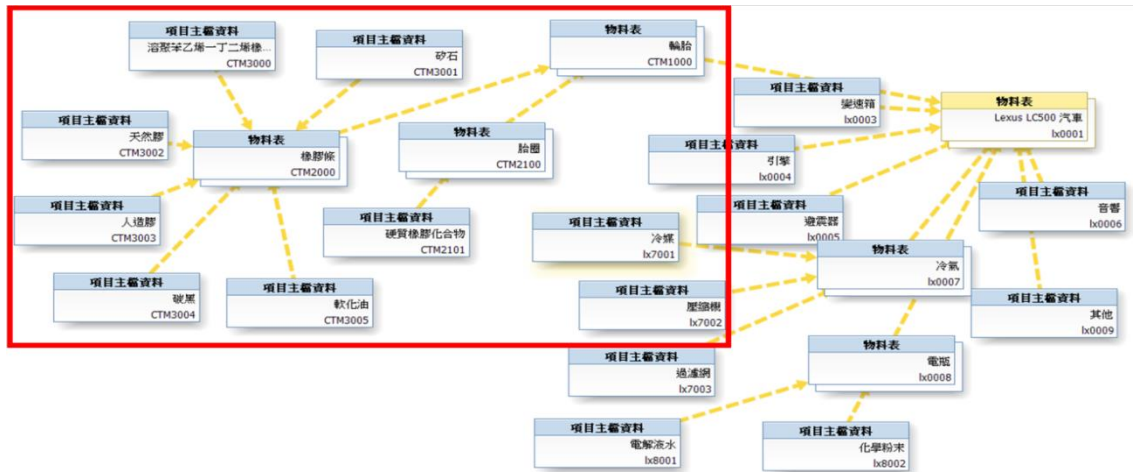 項目主檔資料
溶聚苯乙烯一丁二烯橡...
CTM3000
項目主檔資料
矽石
CTM3001
物料表
輪胎
CTM1000
項目主檔資料
變速箱
lx0003
物料表
Lexus LC500 汽車
lx0001
項目主檔資料
天然膠
CTM3002
物料表
橡膠條
CTM2000
物料表
胎圈
CTM2100
項目主檔資料
引擎
lx0004
項目主檔資料
人造膠
CTM3003
項目主檔資料
硬質橡膠化合物
CTM2101
項目主檔資料
冷媒
lx7001
項目主檔資料
避震器
lx0005
項目主檔資料
音響
lx0006
物料表
冷氣
lx0007
項目主檔資料
碳黑
CTM3004
項目主檔資料
軟化油
CTM3005
項目主檔資料
壓縮機
lx7002
項目主檔資料
其他
lx0009
項目主檔資料
過濾網
lx7003
物料表
電瓶
lx0008
項目主檔資料
電解液水
lx8001
項目主檔資料
化學粉末
lx8002